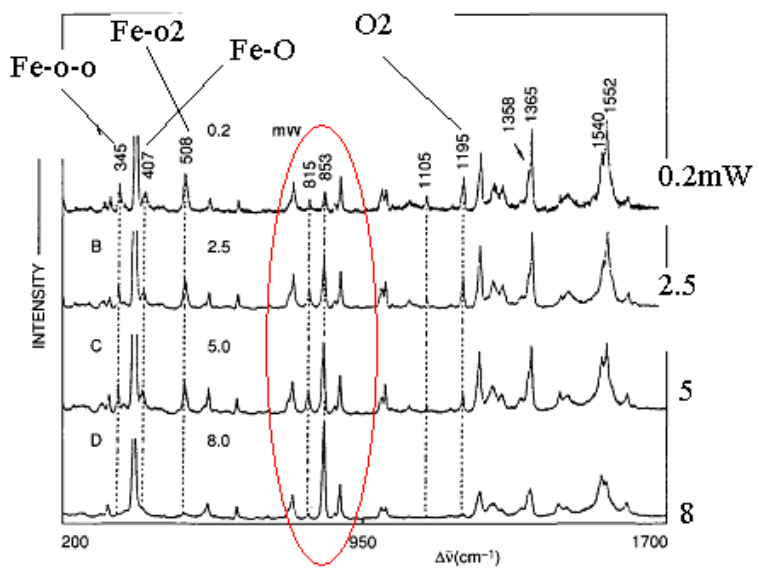 Fe-o2
O2
Fe-O
Fe-o-o
0.2
mW
345
407
508
815
853
1105
1195
1358
1365
1540
1552
0.2mW
B
2.5
2.5
C
5.0
5
D
8.0
8
INTENSITY
200
950
1700
Δν̃(cm⁻¹)